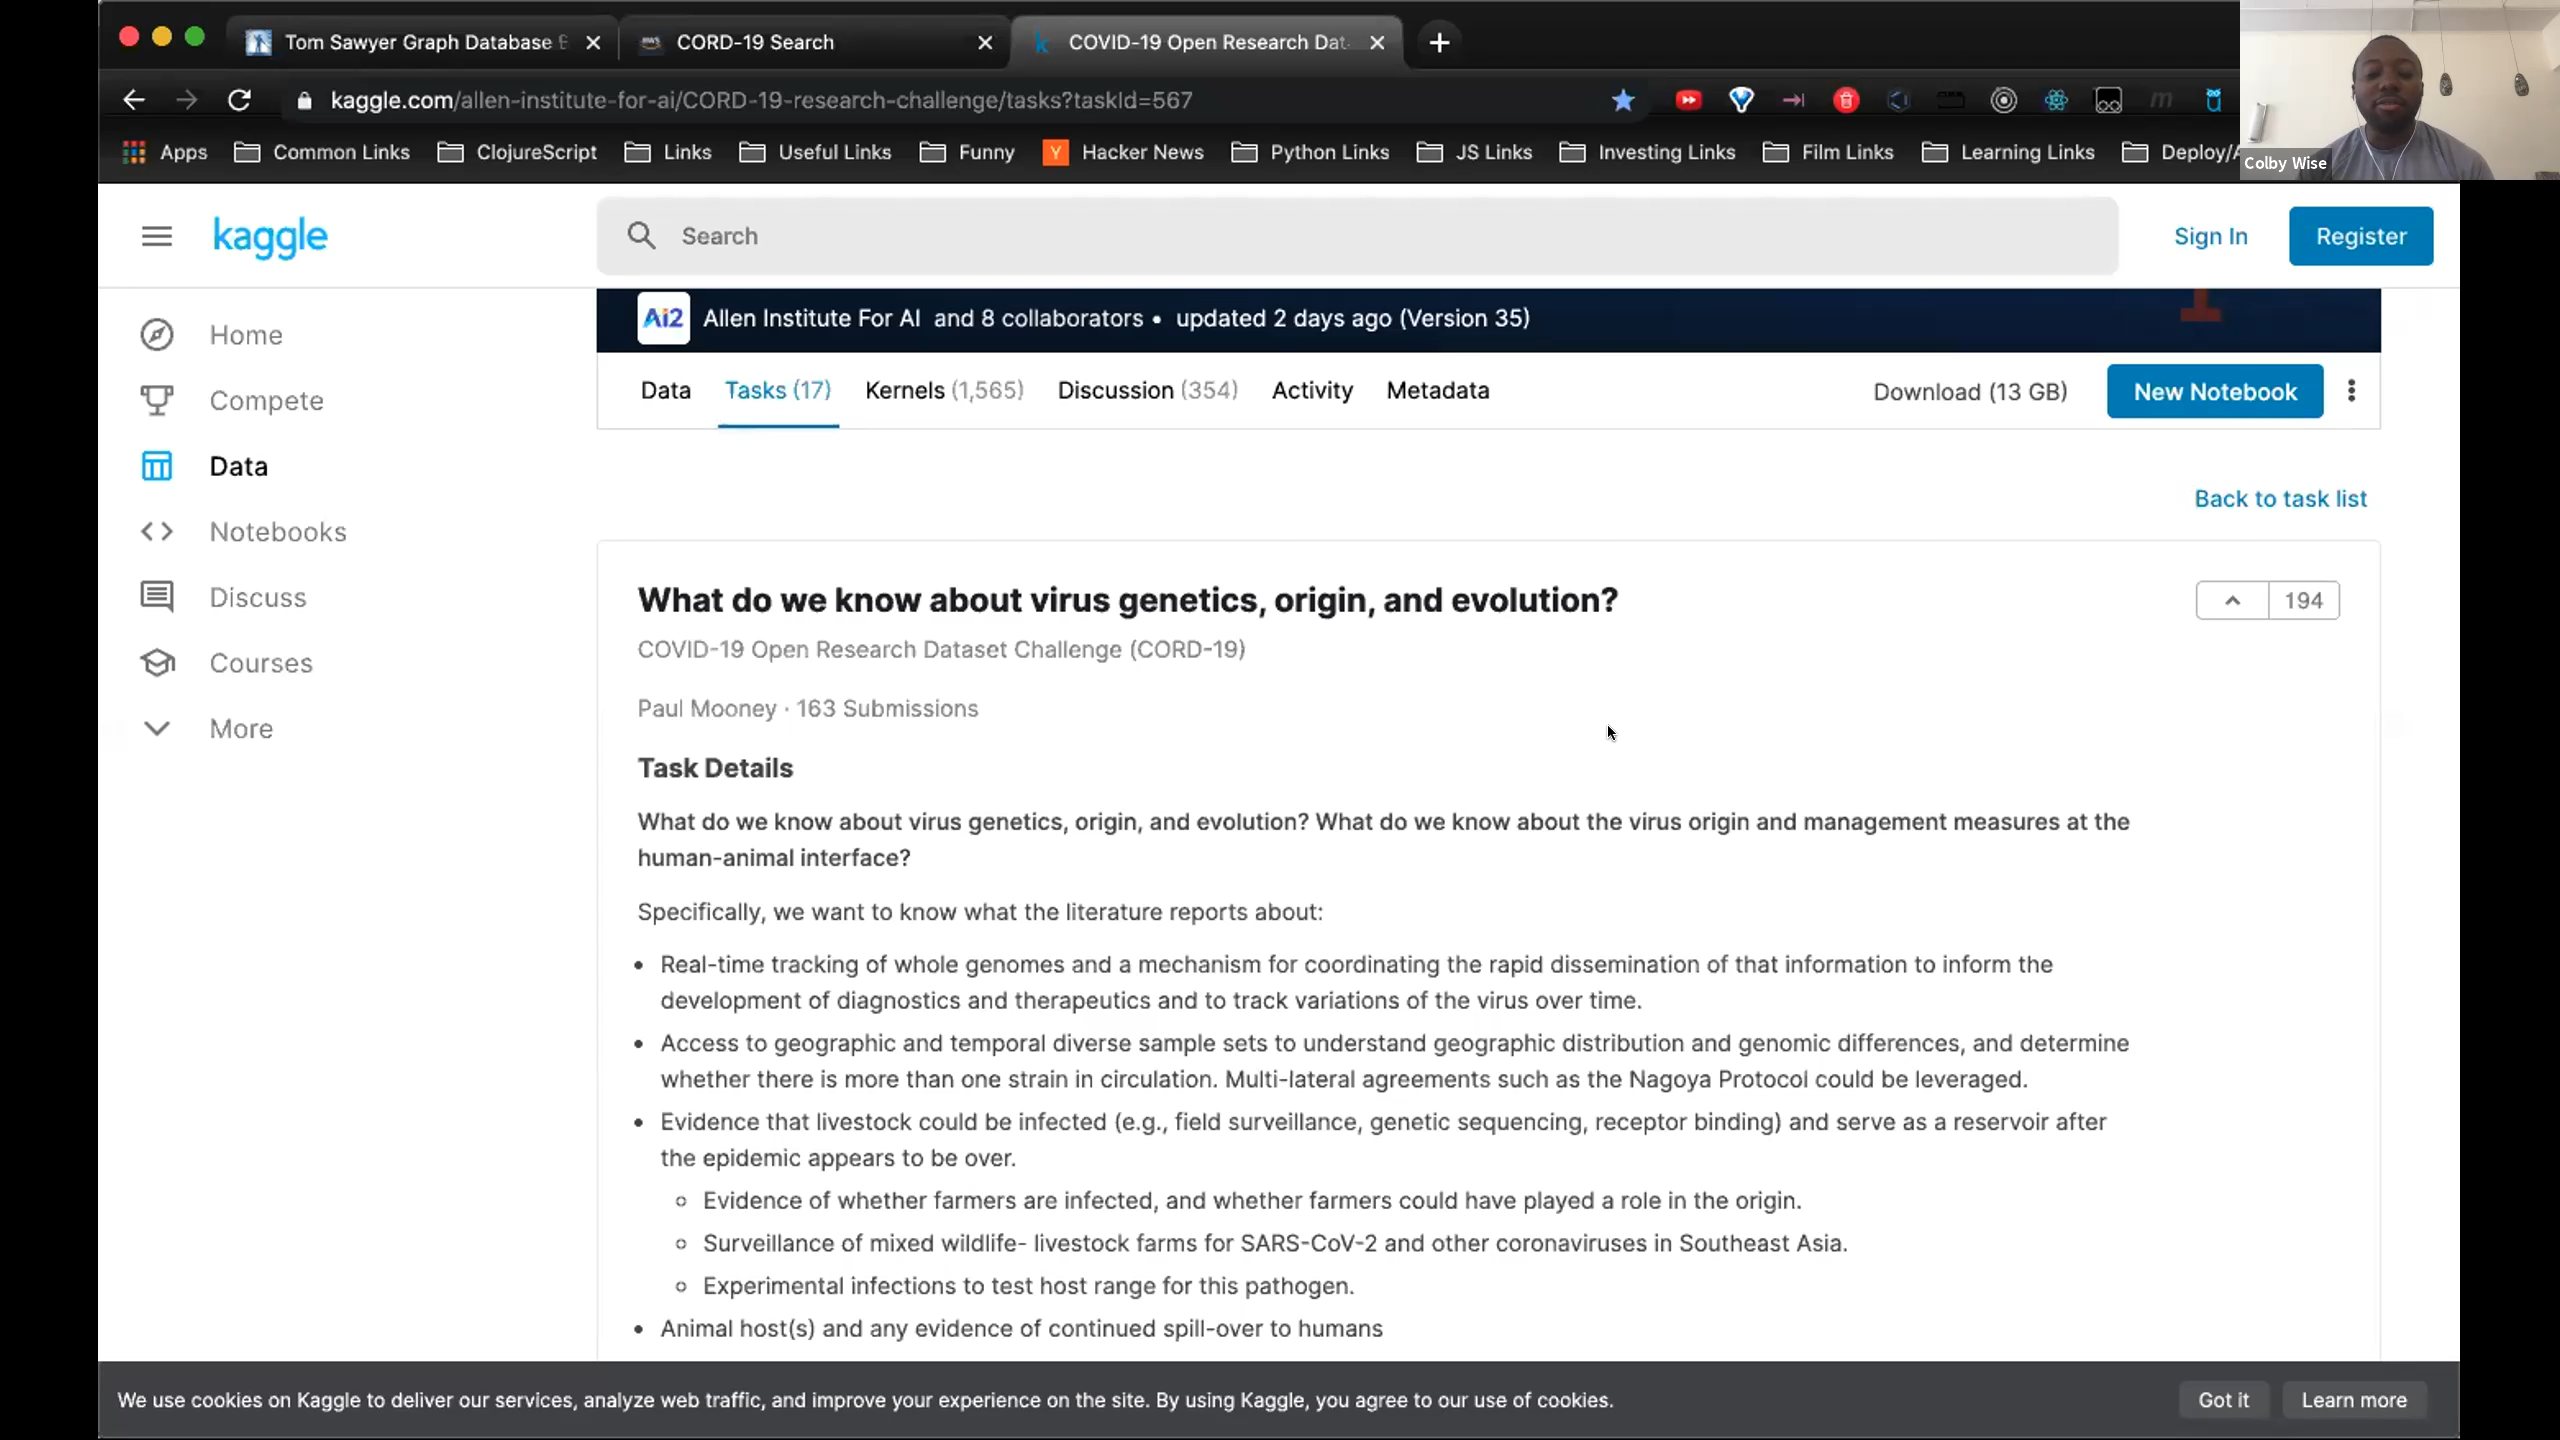 Tom Sawyer Graph Database
CORD-19 Search
COVID-19 Open Research Dat
kaggle.com/allen-institute-for-ai/CORD-19-research-challenge/tasks?taskId=567
Apps Common Links ClojureScript Links Useful Links Funny Y Hacker News Python Links JS Links Investing Links Film Links Learning Links Deploy/
Colby Wise
kaggle
Search
Sign In
Register
Home
Compete
Data
Notebooks
Discuss
Courses
More
Ai2 Allen Institute For AI and 8 collaborators • updated 2 days ago (Version 35)
Data Tasks (17) Kernels (1,565) Discussion (354) Activity Metadata Download (13 GB) New Notebook
Back to task list
What do we know about virus genetics, origin, and evolution?
194
COVID-19 Open Research Dataset Challenge (CORD-19)
Paul Mooney · 163 Submissions
Task Details
What do we know about virus genetics, origin, and evolution? What do we know about the virus origin and management measures at the
human-animal interface?
Specifically, we want to know what the literature reports about:
• Real-time tracking of whole genomes and a mechanism for coordinating the rapid dissemination of that information to inform the
development of diagnostics and therapeutics and to track variations of the virus over time.
• Access to geographic and temporal diverse sample sets to understand geographic distribution and genomic differences, and determine
whether there is more than one strain in circulation. Multi-lateral agreements such as the Nagoya Protocol could be leveraged.
• Evidence that livestock could be infected (e.g., field surveillance, genetic sequencing, receptor binding) and serve as a reservoir after
the epidemic appears to be over.
◦ Evidence of whether farmers are infected, and whether farmers could have played a role in the origin.
◦ Surveillance of mixed wildlife- livestock farms for SARS-CoV-2 and other coronaviruses in Southeast Asia.
◦ Experimental infections to test host range for this pathogen.
• Animal host(s) and any evidence of continued spill-over to humans
We use cookies on Kaggle to deliver our services, analyze web traffic, and improve your experience on the site. By using Kaggle, you agree to our use of cookies.
Got it
Learn more